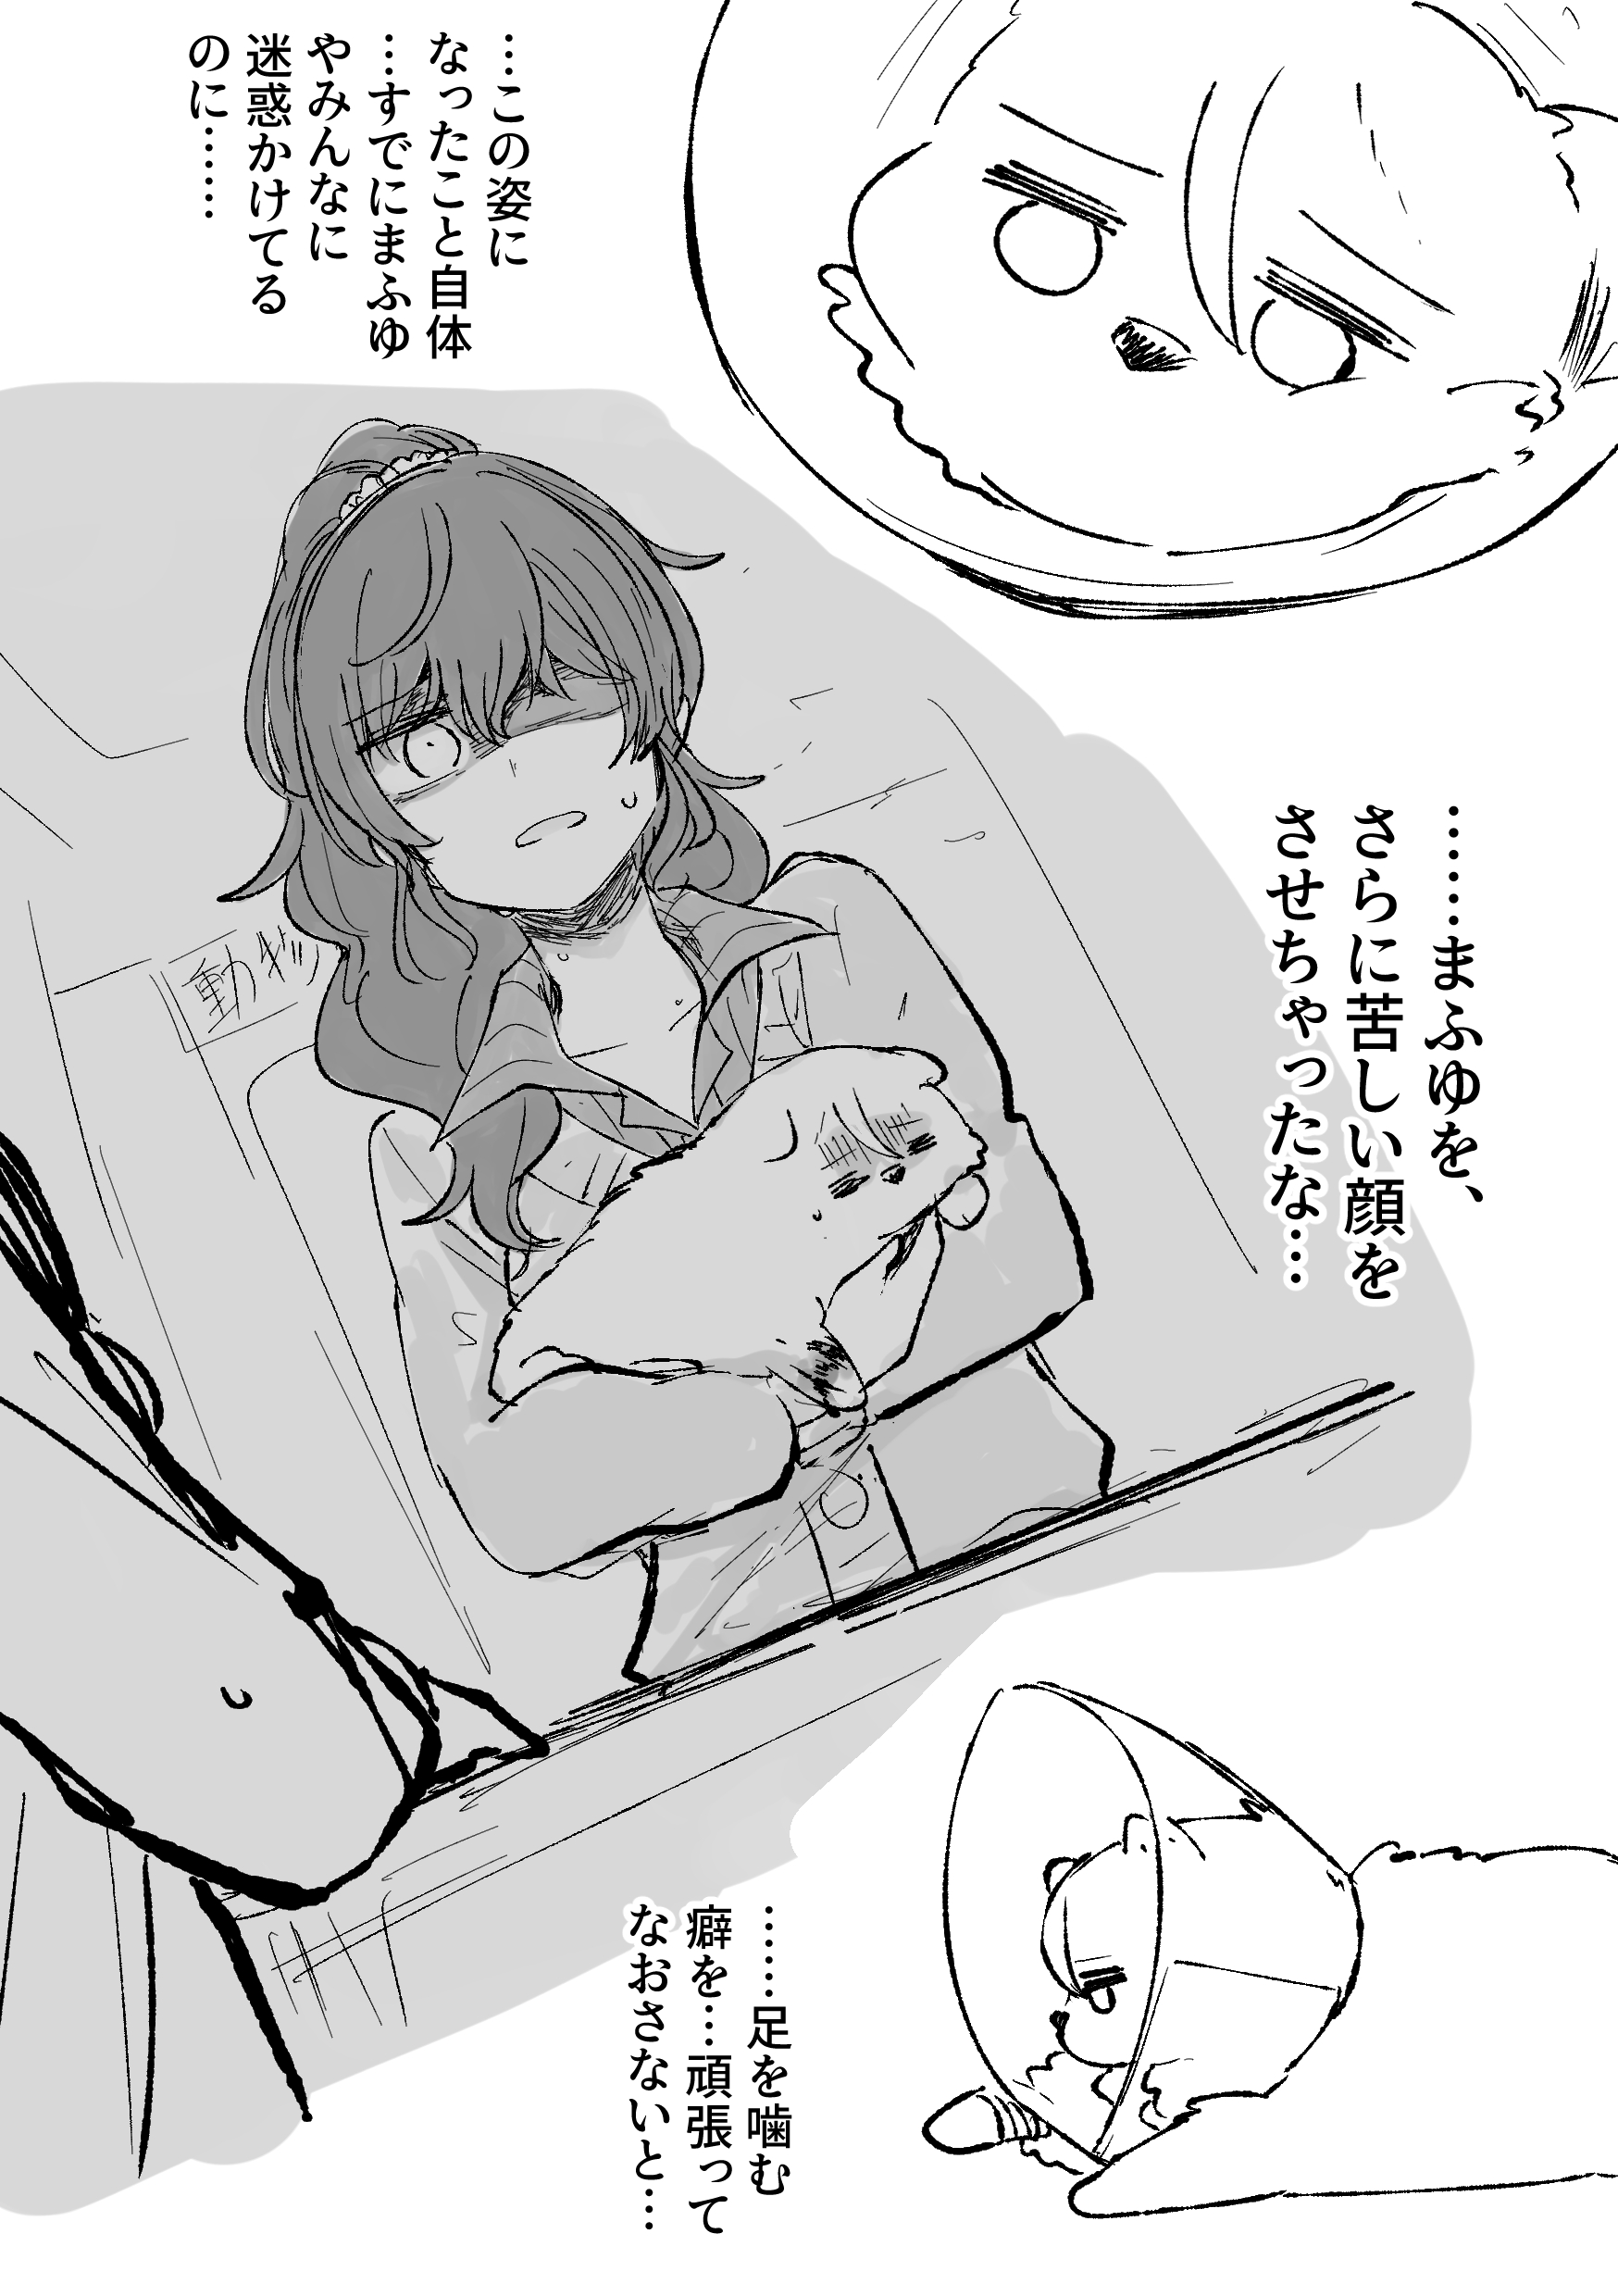 …この姿に
なったこと自体
…すでにまふゆ
やみんなに
迷惑かけてる
のに……
……まふゆを、
さらに苦しい顔を
させちゃったな…
動物
……足を噛む
癖を…頑張って
なおさないと…